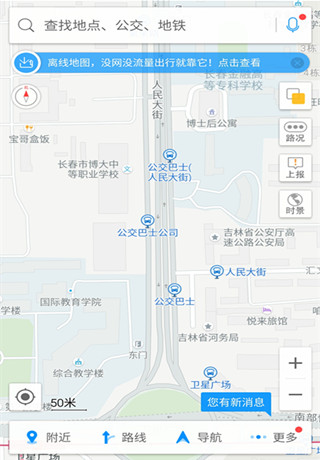 查找地点、公交、地铁
离线地图，没网没流量出行就靠它！点击查看
长春金融高
等专科学校
人民
大街
博士后公寓
宝哥盒饭
路况
长春市博大中
等职业学校
公交巴士(
人民大街)
上报
时景
公交巴士公司
吉林省公安厅高
速公路公安局
人民大街
国际教育学院
公交巴士
悦来旅馆
吉林省河务局
东门
综合教学楼
卫星广场
您有新消息
50米
附近
路线
导航
更多
卫星广场